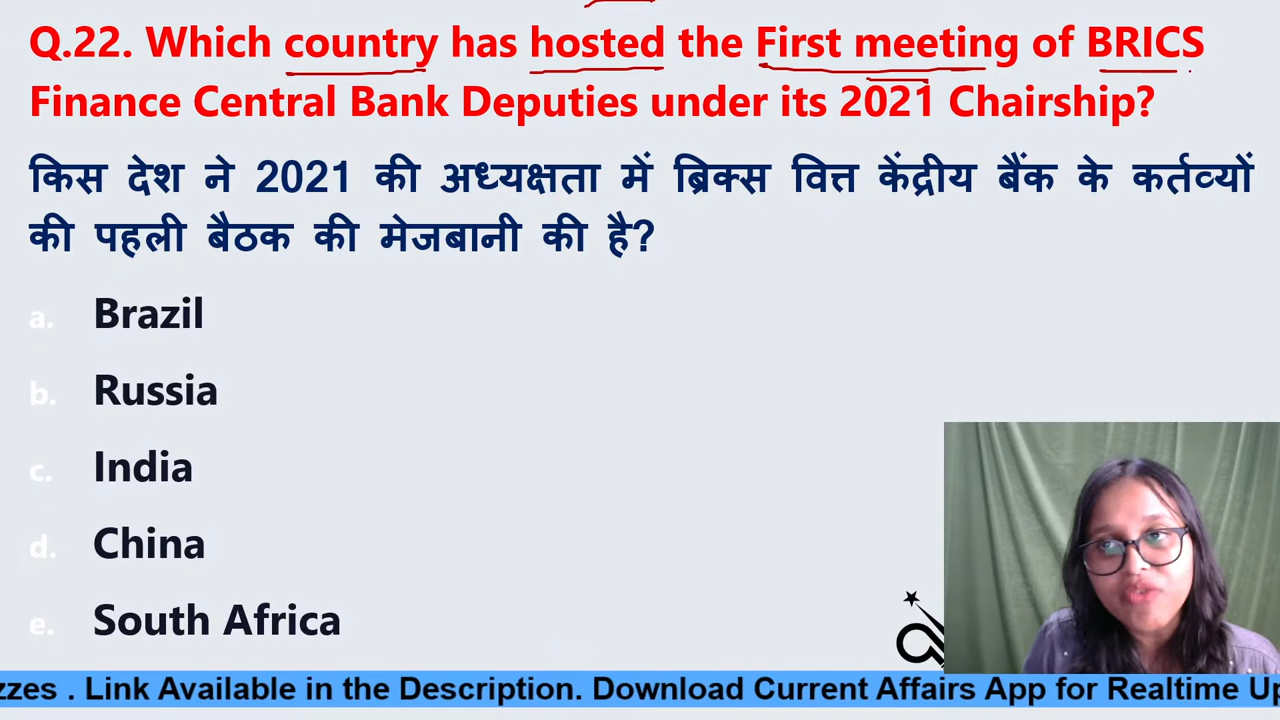 Q.22. Which country has hosted the First meeting of BRICS
Finance Central Bank Deputies under its 2021 Chairship?
किस देश ने 2021 की अध्यक्षता में ब्रिक्स वित्त केंद्रीय बैंक के कर्तव्यों
की पहली बैठक की मेजबानी की है?
a. Brazil
b. Russia
c. India
d. China
e. South Africa
zzes . Link Available in the Description. Download Current Affairs App for Realtime Up